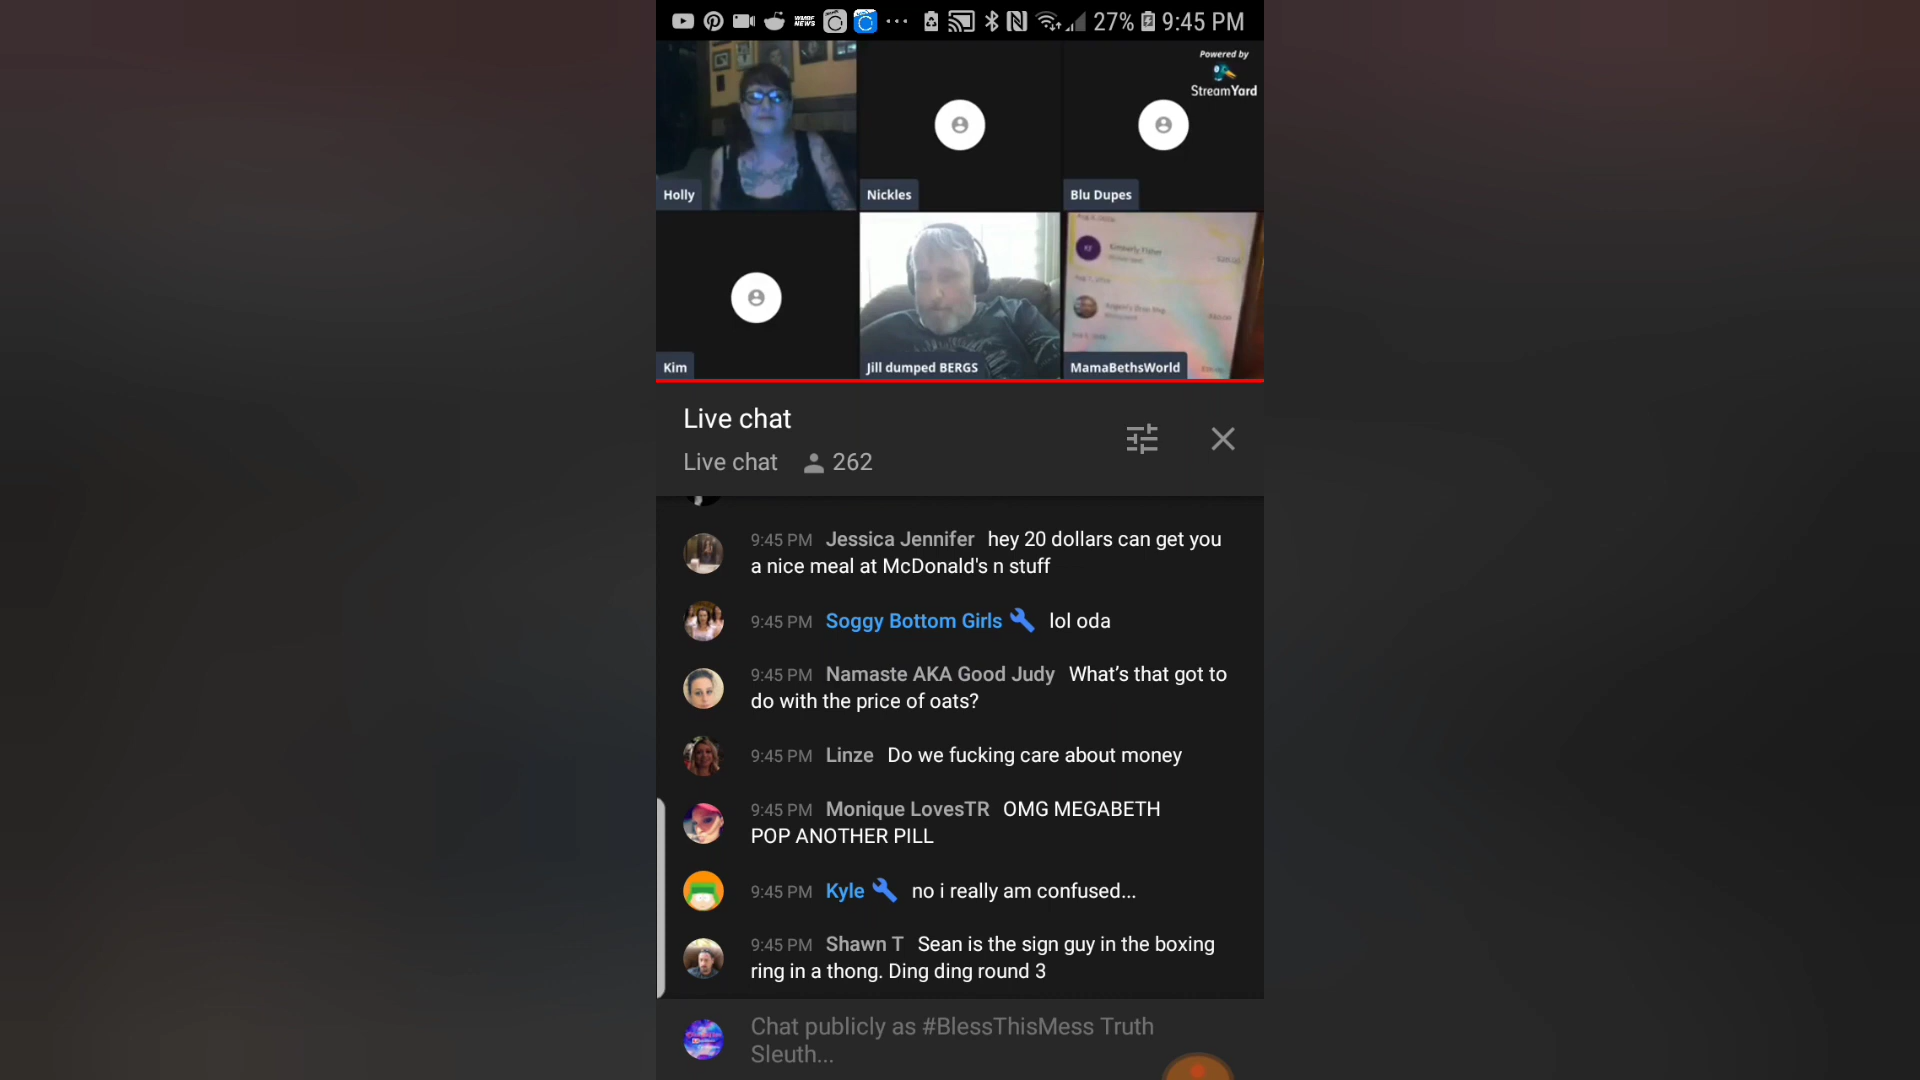 27% 9:45 PM
Powered by
StreamYard
Holly
Nickles
Blu Dupes
Kim
Jill dumped BERGS
MamaBethsWorld
Live chat
Live chat 262
9:45 PM Jessica Jennifer hey 20 dollars can get you
a nice meal at McDonald's n stuff
9:45 PM Soggy Bottom Girls lol oda
9:45 PM Namaste AKA Good Judy What’s that got to
do with the price of oats?
9:45 PM Linze Do we fucking care about money
9:45 PM Monique LovesTR OMG MEGABETH
POP ANOTHER PILL
9:45 PM Kyle no i really am confused...
9:45 PM Shawn T Sean is the sign guy in the boxing
ring in a thong. Ding ding round 3
Chat publicly as #BlessThisMess Truth
Sleuth...